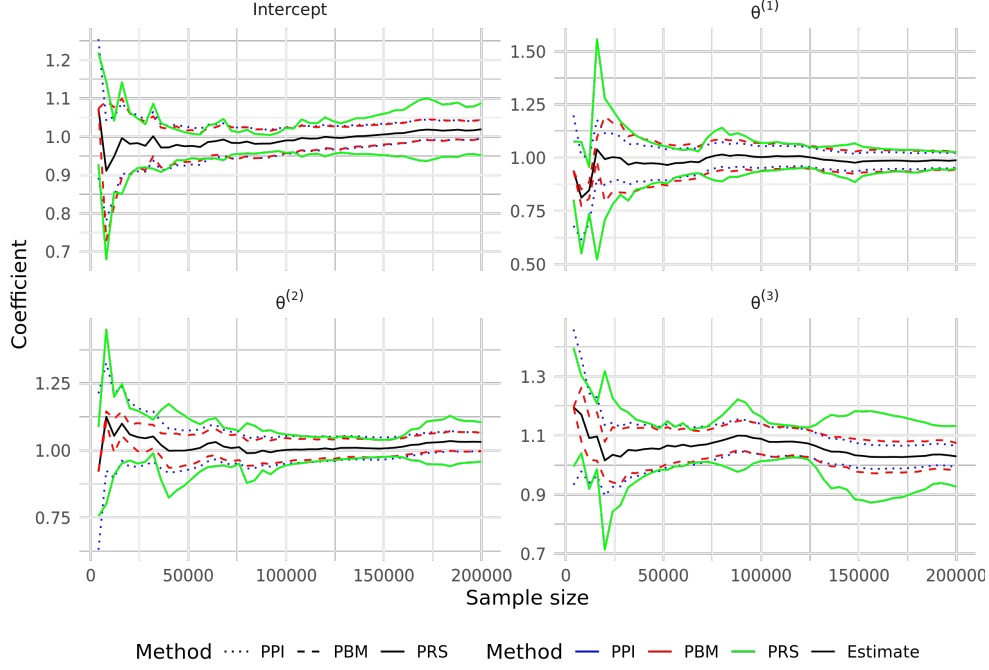 Intercept
θ(1)
1.2
1.1
1.0
0.9
0.8
0.7
1.50
1.25
1.00
0.75
0.50
Coefficient
θ(2)
θ(3)
1.25
1.00
0.75
1.3
1.1
0.9
0.7
0 50000 100000 150000 200000
0 50000 100000 150000 200000
Sample size
Method PPI PBM PRS Method PPI PBM PRS Estimate